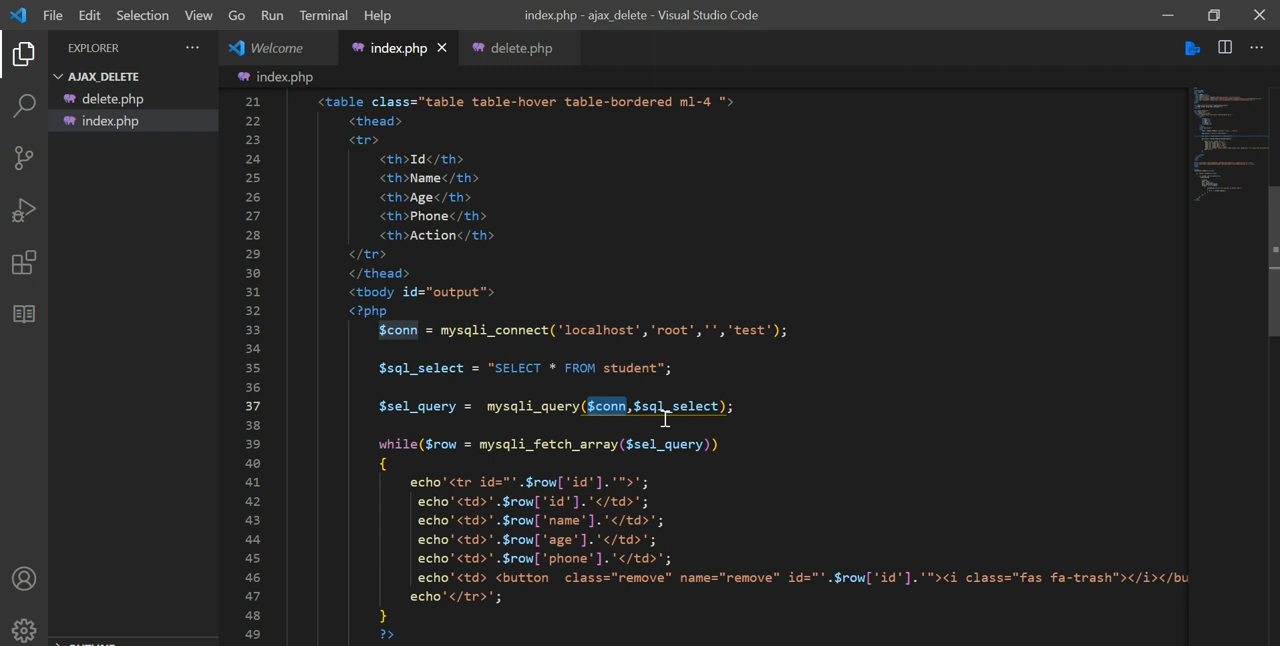 File Edit Selection View Go Run Terminal Help index.php - ajax_delete - Visual Studio Code
EXPLORER ··· Welcome index.php delete.php ···
AJAX_DELETE
index.php
delete.php
index.php
21 <table class="table table-hover table-bordered ml-4 ">
22 <thead>
23 <tr>
24 <th>Id</th>
25 <th>Name</th>
26 <th>Age</th>
27 <th>Phone</th>
28 <th>Action</th>
29 </tr>
30 </thead>
31 <tbody id="output">
32 <?php
33 $conn = mysqli_connect('localhost','root','','test');
34
35 $sql_select = "SELECT * FROM student";
36
37 $sel_query =  mysqli_query($conn,$sql_select);
38
39 while($row = mysqli_fetch_array($sel_query))
40 {
41 echo'<tr id="'.$row['id'].'">';
42 echo'<td>'.$row['id'].'</td>';
43 echo'<td>'.$row['name'].'</td>';
44 echo'<td>'.$row['age'].'</td>';
45 echo'<td>'.$row['phone'].'</td>';
46 echo'<td> <button  class="remove" name="remove" id="'.$row['id'].'"><i class="fas fa-trash"></i></bu
47 echo'</tr>';
48 }
49 ?>